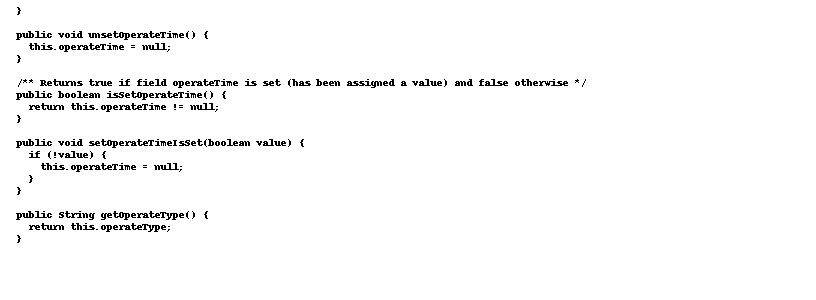 }
public void unsetOperateTime() {
this.operateTime = null;
}
/** Returns true if field operateTime is set (has been assigned a value) and false otherwise */
public boolean isSetOperateTime() {
return this.operateTime != null;
}
public void setOperateTimeIsSet(boolean value) {
if (!value) {
this.operateTime = null;
}
}
public String getOperateType() {
return this.operateType;
}